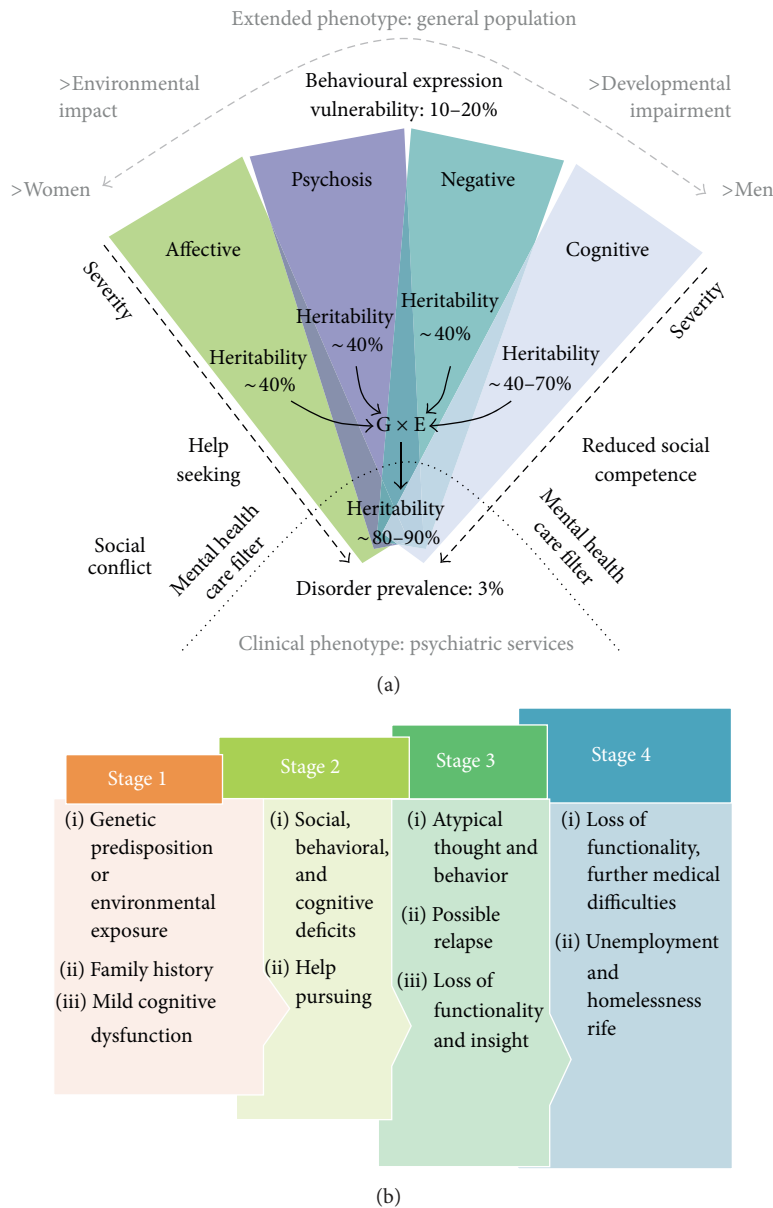 Extended phenotype: general population
>Environmental
impact
Behavioural expression
vulnerability: 10–20%
>Developmental
impairment
>Women
>Men
Psychosis
Negative
Affective
Cognitive
Severity
Severity
Heritability
~40%
Heritability
~40%
Heritability
~40%
Heritability
~40–70%
G × E
Help
seeking
Reduced social
competence
Heritability
~80–90%
Social
conflict
Mental health
care filter
Mental health
care filter
Disorder prevalence: 3%
Clinical phenotype: psychiatric services
(a)
Stage 1
(i) Genetic
predisposition
or
environmental
exposure
(ii) Family history
(iii) Mild cognitive
dysfunction
Stage 2
(i) Social,
behavioral,
and
cognitive
deficits
(ii) Help
pursuing
Stage 3
(i) Atypical
thought and
behavior
(ii) Possible
relapse
(iii) Loss of
functionality
and insight
Stage 4
(i) Loss of
functionality,
further medical
difficulties
(ii) Unemployment
and
homelessness
rife
(b)